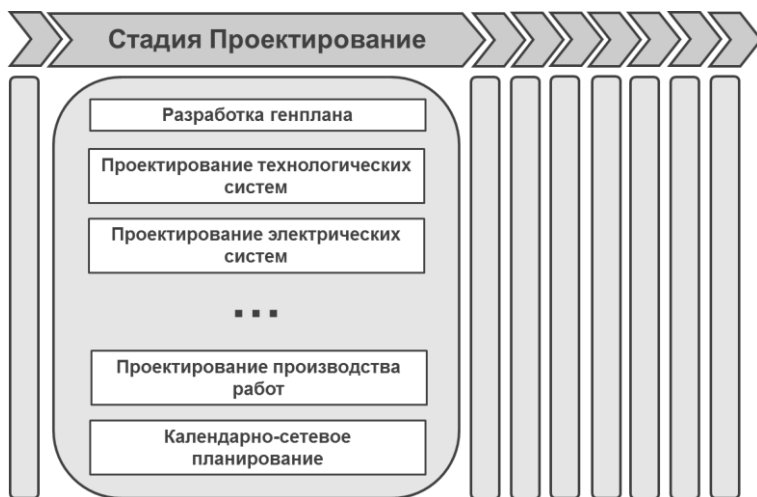 Стадия Проектирование
Разработка генплана
Проектирование технологических
систем
Проектирование электрических
систем
...
Проектирование производства
работ
Календарно-сетевое
планирование